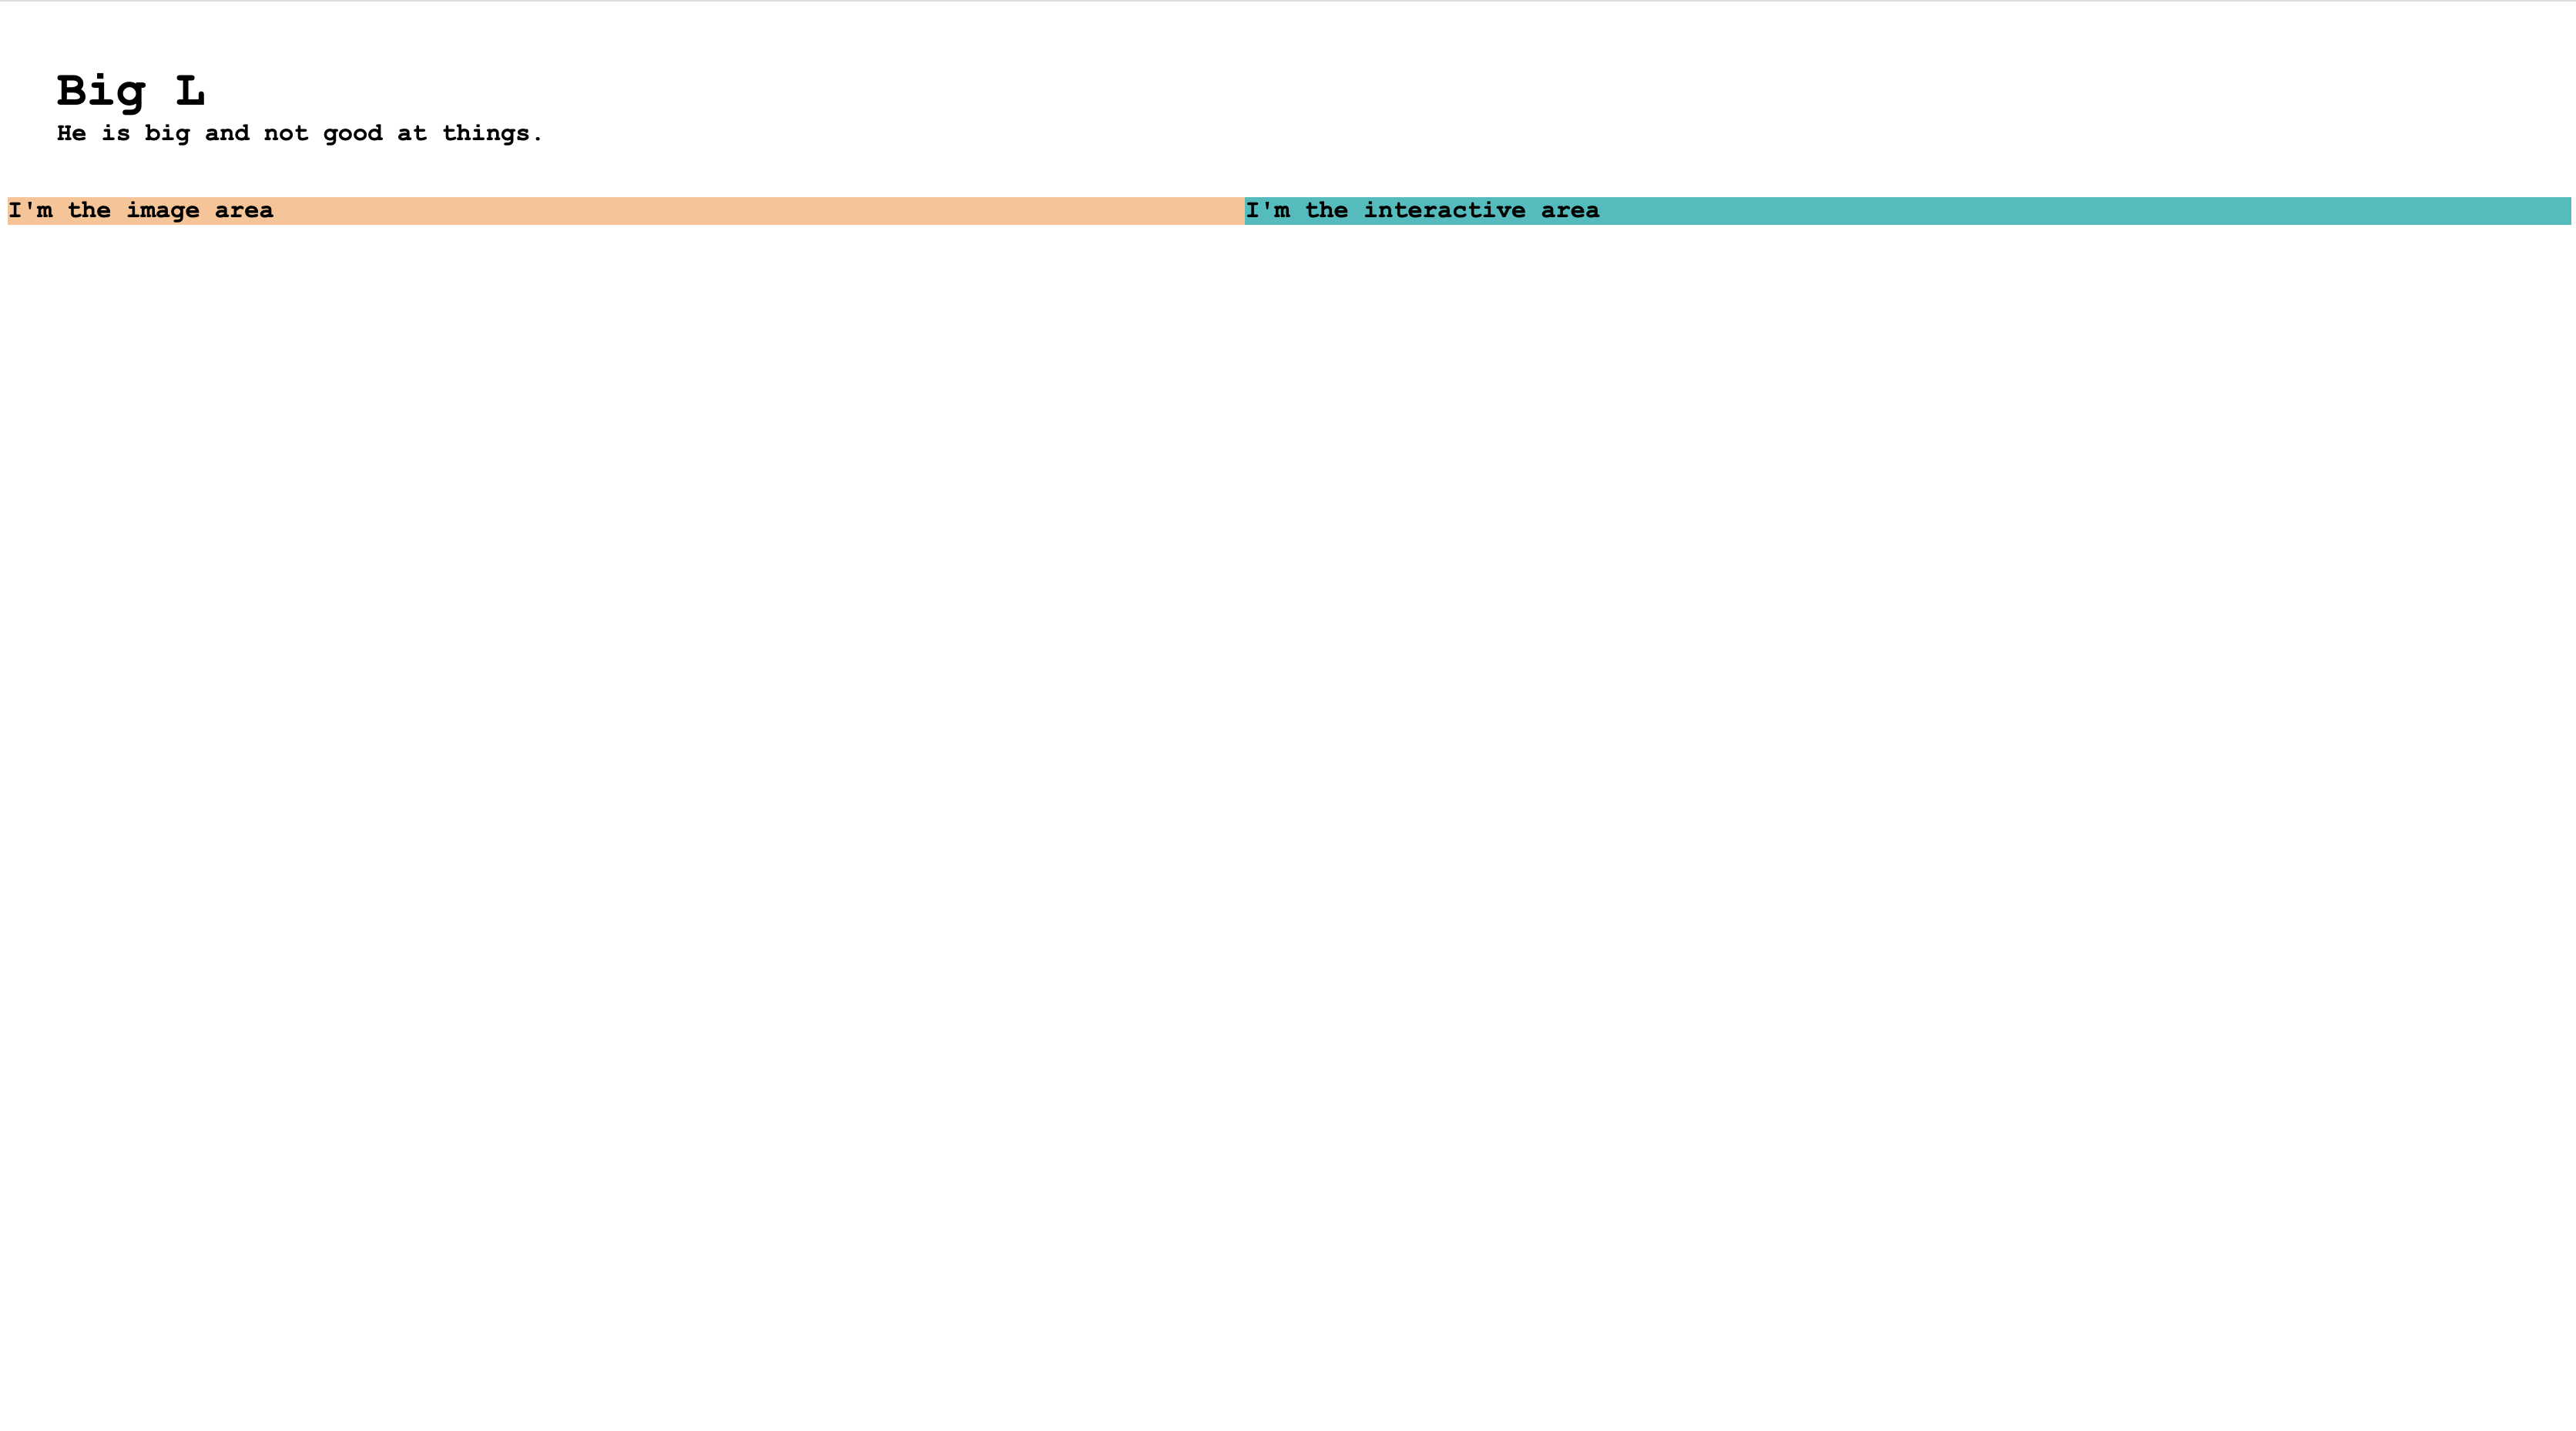 Big L
He is big and not good at things.
I'm the image area
I'm the interactive area